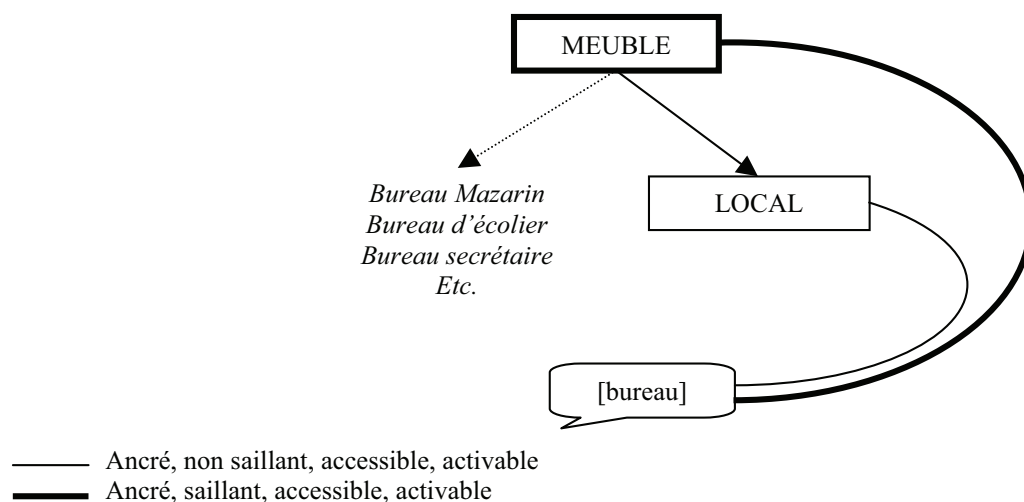 MEUBLE
Bureau Mazarin
Bureau d’écolier
Bureau secrétaire
Etc.
LOCAL
[bureau]
Ancré, non saillant, accessible, activable
Ancré, saillant, accessible, activable